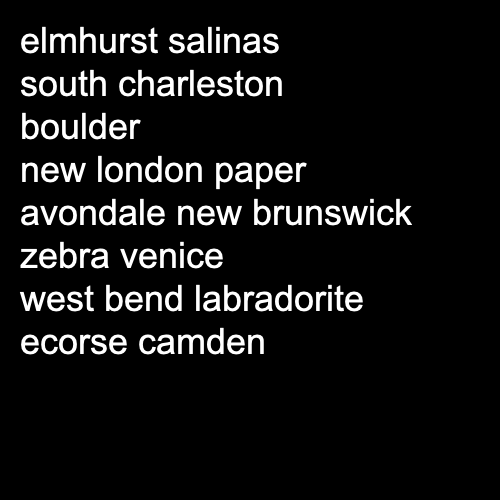 elmhurst salinas
south charleston
boulder
new london paper
avondale new brunswick
zebra venice
west bend labradorite
ecorse camden